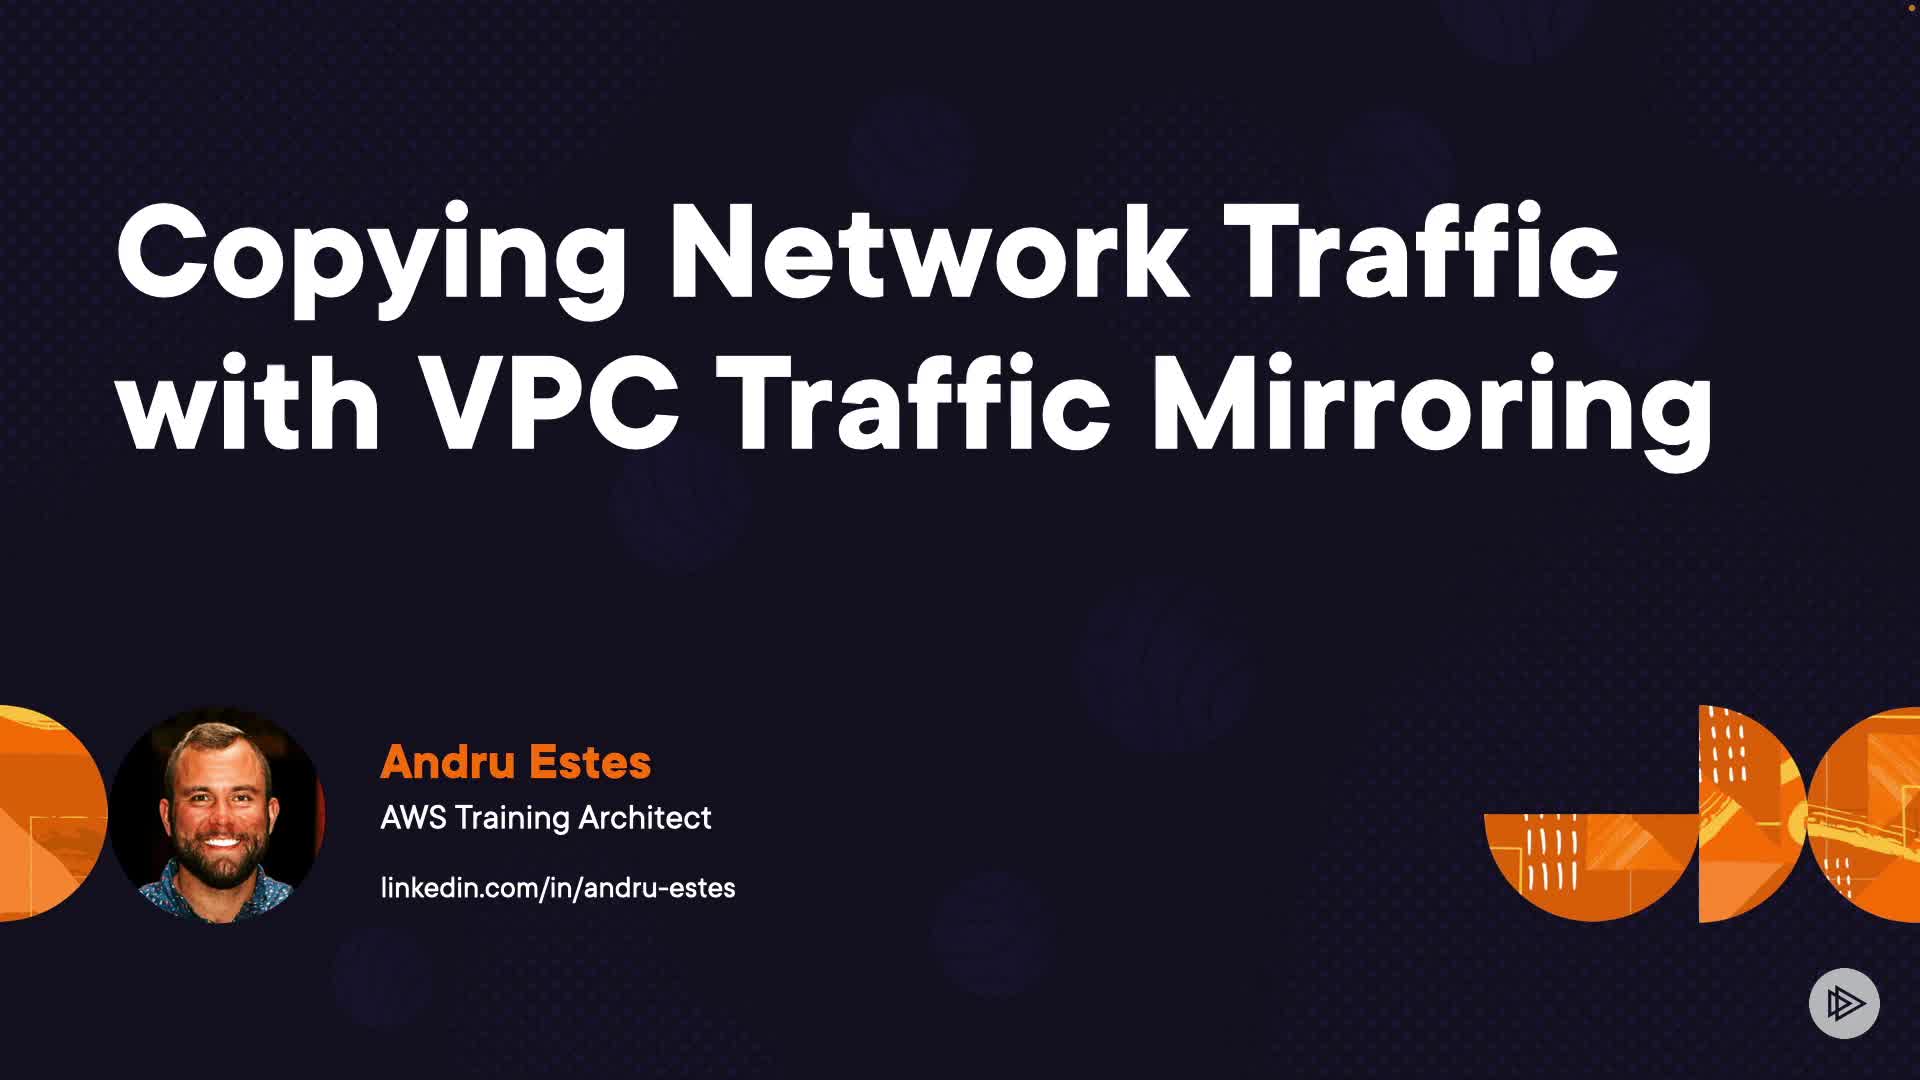 Copying Network Traffic
with VPC Traffic Mirroring
Andru Estes
AWS Training Architect
linkedin.com/in/andru-estes